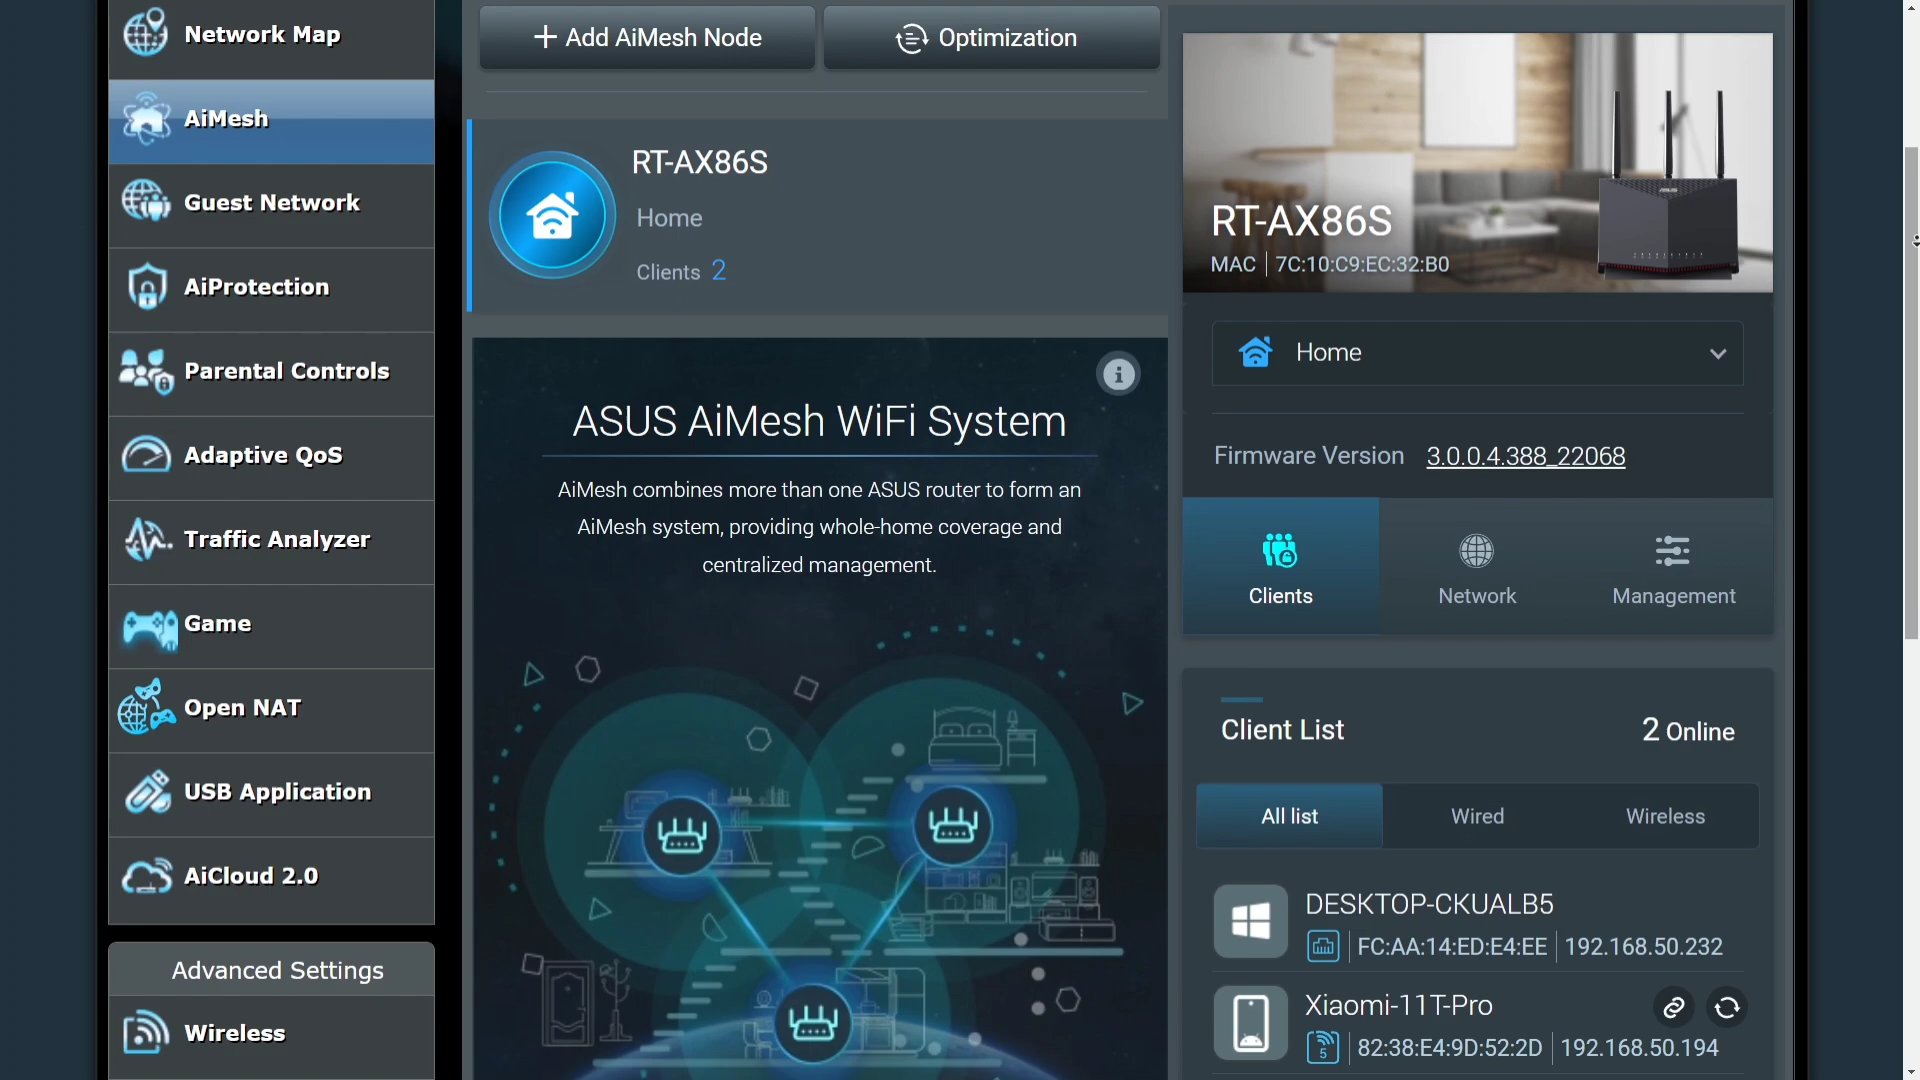 Network Map
AiMesh
Guest Network
AiProtection
Parental Controls
Adaptive QoS
Traffic Analyzer
Game
Open NAT
USB Application
AiCloud 2.0
Advanced Settings
Wireless
+ Add AiMesh Node
Optimization
RT-AX86S
Home
Clients 2
ASUS AiMesh WiFi System
AiMesh combines more than one ASUS router to form an
AiMesh system, providing whole-home coverage and
centralized management.
RT-AX86S
MAC | 7C:10:C9:EC:32:B0
Home
Firmware Version 3.0.0.4.388_22068
Clients
Network
Management
Client List
2 Online
All list
Wired
Wireless
DESKTOP-CKUALB5
FC:AA:14:ED:E4:EE | 192.168.50.232
Xiaomi-11T-Pro
5 | 82:38:E4:9D:52:2D | 192.168.50.194